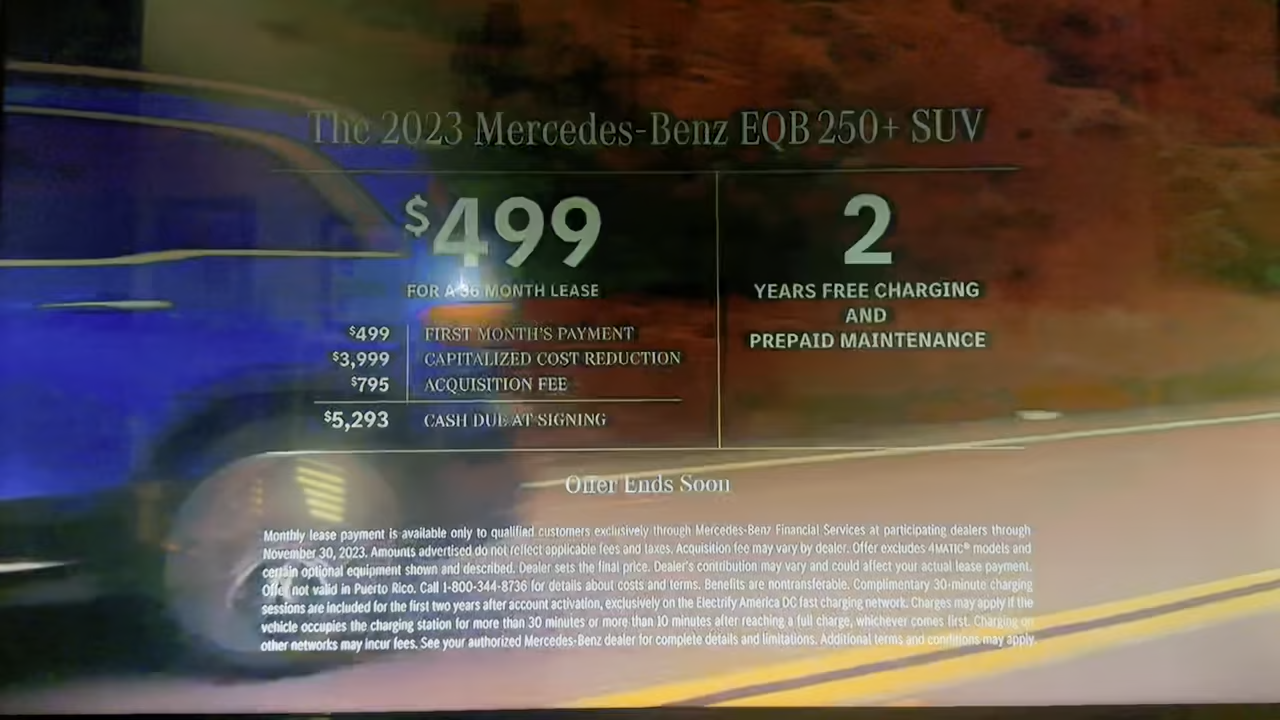 The 2023 Mercedes-Benz EQB 250+ SUV
$499
FOR A 36 MONTH LEASE
$499 FIRST MONTH'S PAYMENT
$3,999 CAPITALIZED COST REDUCTION
$795 ACQUISITION FEE
$5,293 CASH DUE AT SIGNING
2
YEARS FREE CHARGING
AND
PREPAID MAINTENANCE
Offer Ends Soon
Monthly lease payment is available only to qualified customers exclusively through Mercedes-Benz Financial Services at participating dealers through
November 30, 2023. Amounts advertised do not reflect applicable fees and taxes. Acquisition fee may vary by dealer. Offer excludes 4MATIC® models and
certain optional equipment shown and described. Dealer sets the final price. Dealer's contribution may vary and could affect your actual lease payment.
Offer not valid in Puerto Rico. Call 1-800-344-8736 for details about costs and terms. Benefits are nontransferable. Complimentary 30-minute charging
sessions are included for the first two years after account activation, exclusively on the Electrify America DC fast charging network. Charges may apply if the
vehicle occupies the charging station for more than 30 minutes or more than 10 minutes after reaching a full charge, whichever comes first. Charging on
other networks may incur fees. See your authorized Mercedes-Benz dealer for complete details and limitations. Additional terms and conditions may apply.